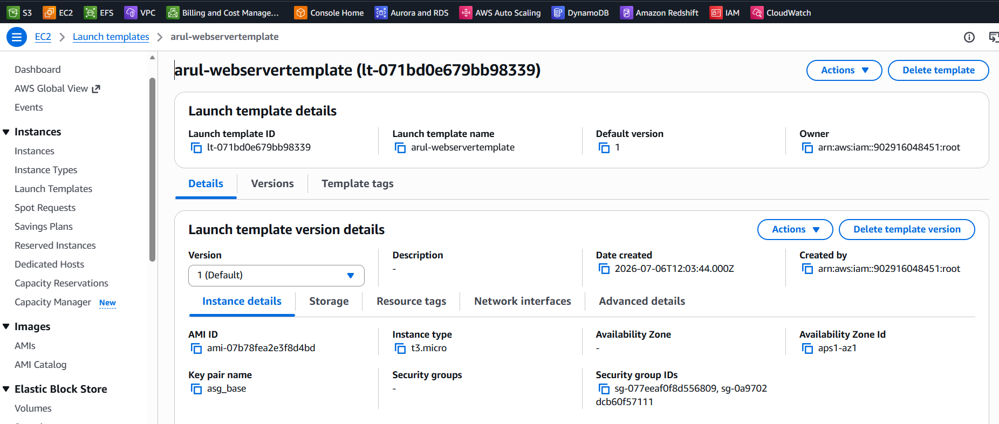 S3 EC2 EFS VPC Billing and Cost Manage... Console Home Aurora and RDS AWS Auto Scaling DynamoDB Amazon Redshift IAM CloudWatch
EC2 Launch templates arul-webservertemplate
Dashboard
AWS Global View
Events
Instances
Instances
Instance Types
Launch Templates
Spot Requests
Savings Plans
Reserved Instances
Dedicated Hosts
Capacity Reservations
Capacity Manager New
Images
AMIs
AMI Catalog
Elastic Block Store
Volumes
arul-webservertemplate (lt-071bd0e679bb98339)
Actions Delete template
Launch template details
Launch template ID Launch template name Default version Owner
lt-071bd0e679bb98339 arul-webservertemplate 1 arn:aws:iam::902916048451:root
Details Versions Template tags
Launch template version details
Actions Delete template version
Version Description Date created Created by
1 (Default) - 2026-07-06T12:03:44.000Z arn:aws:iam::902916048451:root
Instance details Storage Resource tags Network interfaces Advanced details
AMI ID Instance type Availability Zone Availability Zone Id
ami-07b78fea2e3f8d4bd t3.micro - aps1-az1
Key pair name Security groups Security group IDs
asg_base - sg-077eeaf0f8d556809, sg-0a9702
dcb60f57111